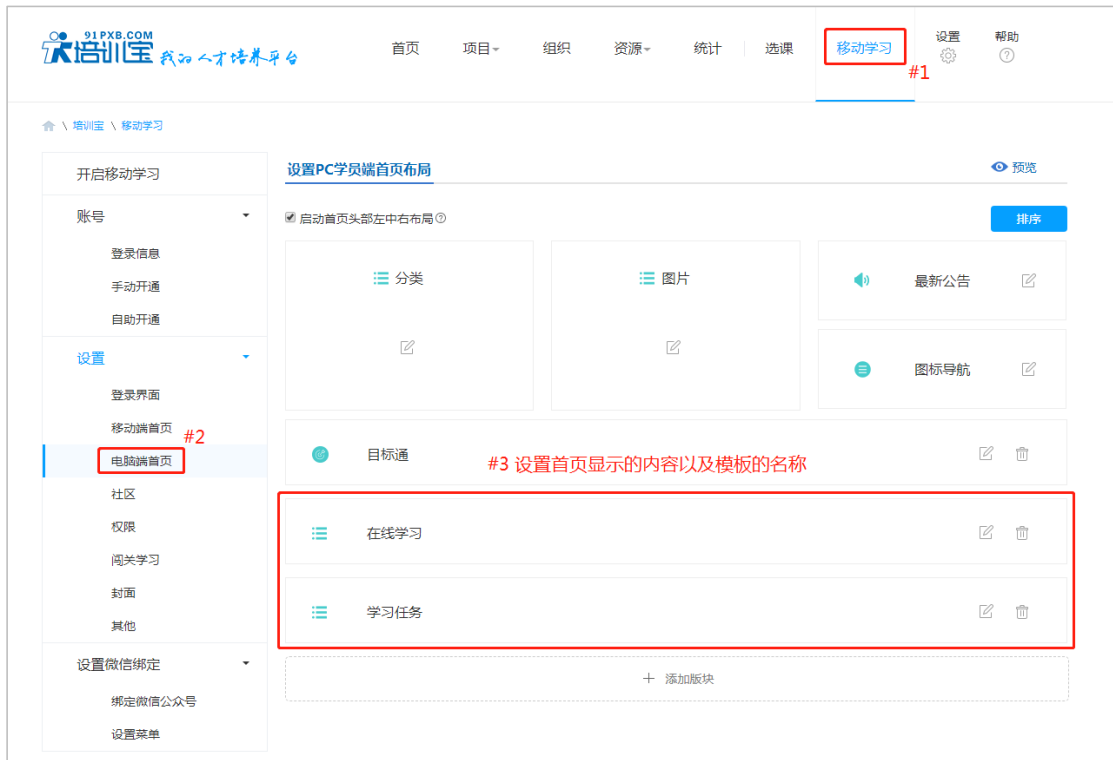 91PXB.COM
培训宝 我的人才培养平台
首页 项目 组织 资源 统计 选课 移动学习 设置 帮助
#1
\ 培训宝 \ 移动学习
开启移动学习
账号
登录信息
手动开通
自助开通
设置
登录界面
移动端首页
#2
电脑端首页
社区
权限
闯关学习
封面
其他
设置微信绑定
绑定微信公众号
设置菜单
设置PC学员端首页布局
预览
启动首页头部左中右布局
排序
分类
图片
最新公告
图标导航
目标通
#3 设置首页显示的内容以及模板的名称
在线学习
学习任务
+ 添加版块